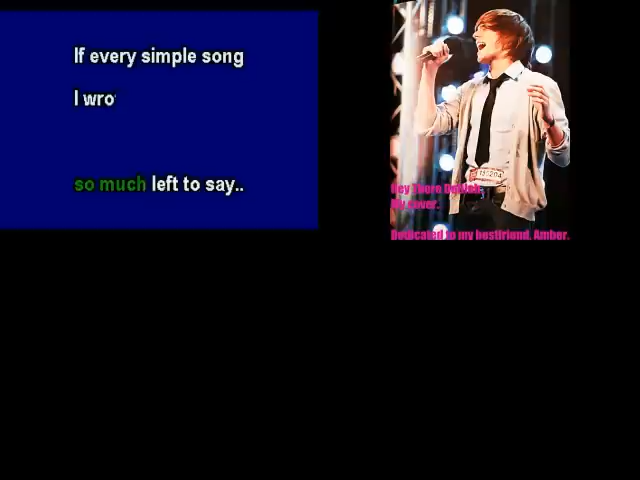 If every simple song
I wro
so much left to say..
Hey There Delilah,
My cover.
Dedicated to my bestfriend, Amber.